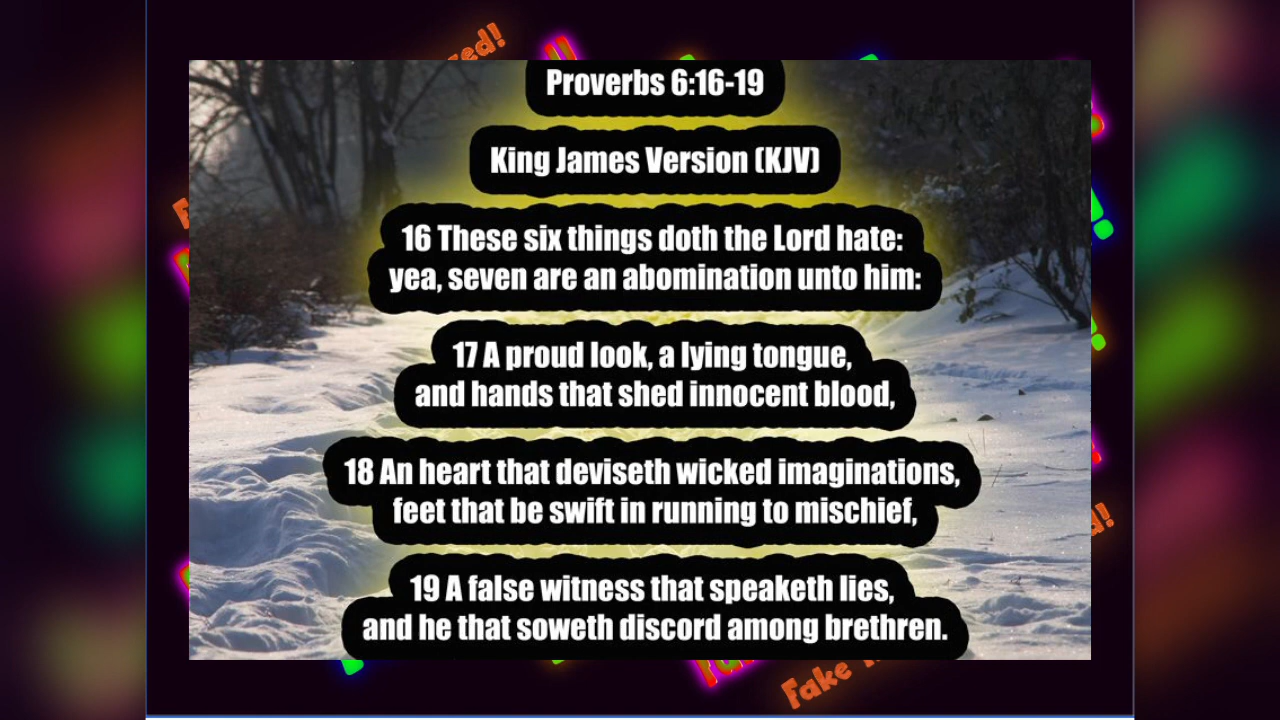 Proverbs 6:16-19
King James Version (KJV)
16 These six things doth the Lord hate:
yea, seven are an abomination unto him:
17 A proud look, a lying tongue,
and hands that shed innocent blood,
18 An heart that deviseth wicked imaginations,
feet that be swift in running to mischief,
19 A false witness that speaketh lies,
and he that soweth discord among brethren.
Fake